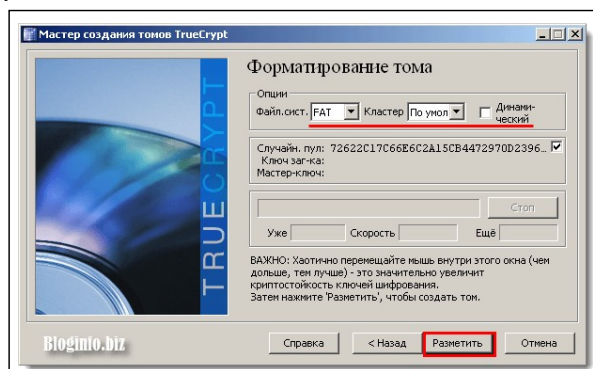 Мастер создания томов TrueCrypt
TRUECRYPT
Форматирование тома
Опции
Файл.сист. FAT Кластер По умол Динами-
ческий
Случайн. пул: 72622C17C66E6C2A15CB4472970D2396...
Ключ заг-ка:
Мастер-ключ:
Стоп
Уже Скорость Ещё
ВАЖНО: Хаотично перемещайте мышь внутри этого окна (чем
дольше, тем лучше) - это значительно увеличит
криптостойкость ключей шифрования.
Затем нажмите 'Разметить', чтобы создать том.
Bloginfo.biz
Справка < Назад Разметить Отмена